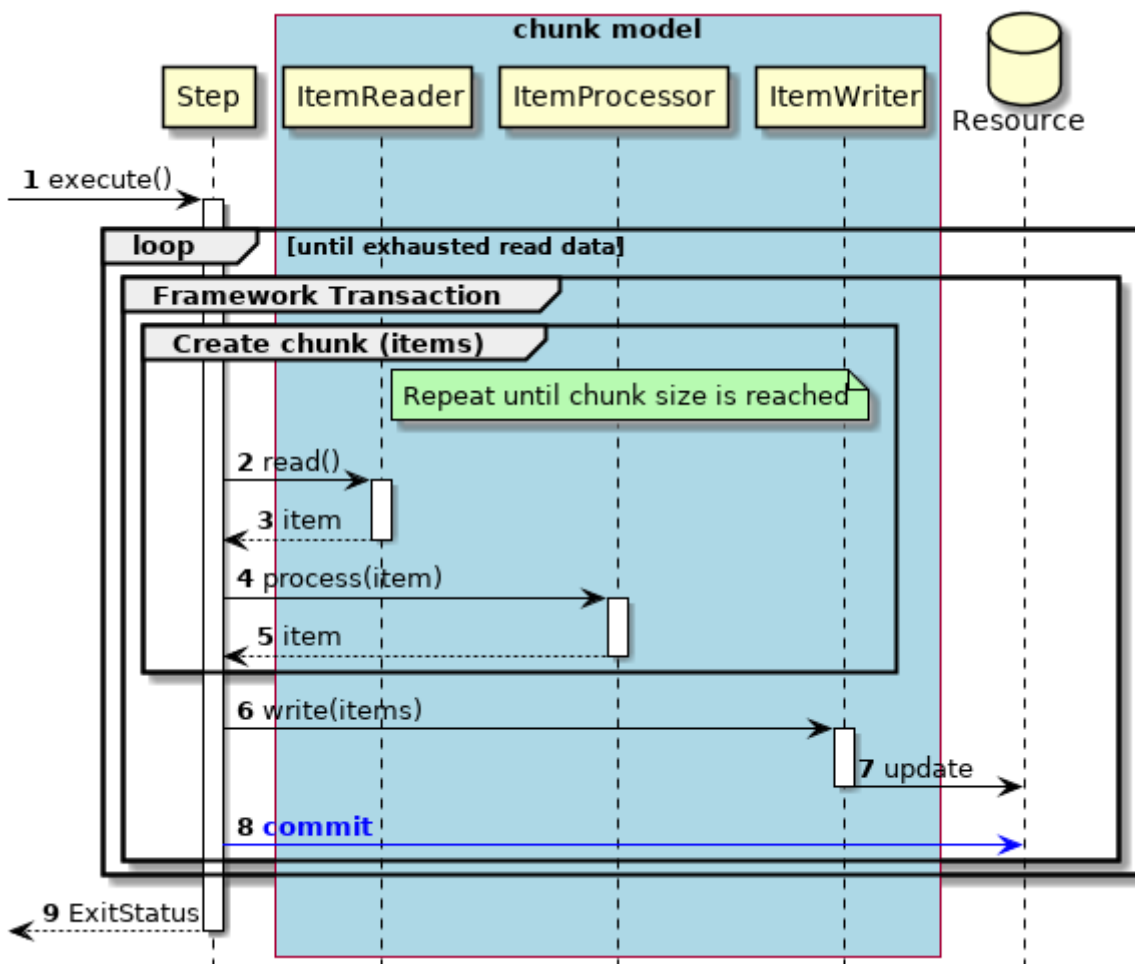 chunk model
Step
ItemReader
ItemProcessor
ItemWriter
Resource
1 execute()
loop
[until exhausted read data]
Framework Transaction
Create chunk (items)
Repeat until chunk size is reached
2 read()
3 item
4 process(item)
5 item
6 write(items)
7 update
8 commit
9 ExitStatus